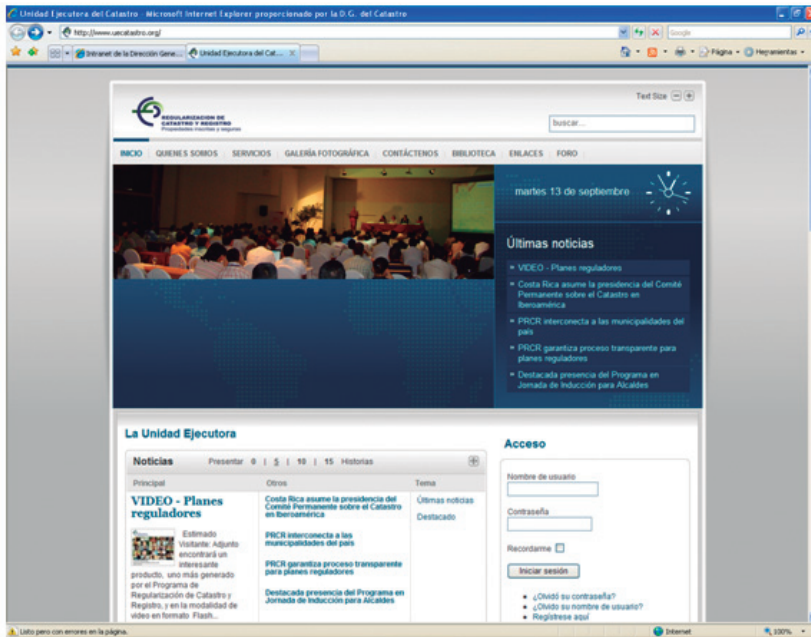 Unidad Ejecutora del Catastro - Microsoft Internet Explorer proporcionado por la D.G. del Catastro
http://www.uecatastro.org/
Google
Intranet de la Dirección Gene...
Unidad Ejecutora del Cat...
Página
Herramientas
Text Size
REGULARIZACION DE
CATASTRO Y REGISTRO
Propiedades inscritas y seguras
buscar...
INICIO
QUIENES SOMOS
SERVICIOS
GALERÍA FOTOGRÁFICA
CONTÁCTENOS
BIBLIOTECA
ENLACES
FORO
martes 13 de septiembre
Últimas noticias
VIDEO - Planes reguladores
Costa Rica asume la presidencia del Comité
Permanente sobre el Catastro en
Iberoamérica
PRCR interconecta a las municipalidades del
país
PRCR garantiza proceso transparente para
planes reguladores
Destacada presencia del Programa en
Jornada de Inducción para Alcaldes
La Unidad Ejecutora
Noticias
Presentar 0 | 5 | 10 | 15 Historias
Principal
Otros
Tema
VIDEO - Planes
reguladores
Estimado
Visitante: Adjunto
encontrará un
interesante
producto, uno más generado
por el Programa de
Regularización de Catastro y
Registro, y en la modalidad de
video en formato Flash...
Costa Rica asume la presidencia del
Comité Permanente sobre el Catastro
en Iberoamérica
PRCR interconecta a las
municipalidades del país
PRCR garantiza proceso transparente
para planes reguladores
Destacada presencia del Programa en
Jornada de Inducción para Alcaldes
Últimas noticias
Destacado
Acceso
Nombre de usuario
Contraseña
Recordarme
Iniciar sesión
¿Olvidó su contraseña?
¿Olvido su nombre de usuario?
Regístrese aquí
Listo pero con errores en la página.
Internet
100%